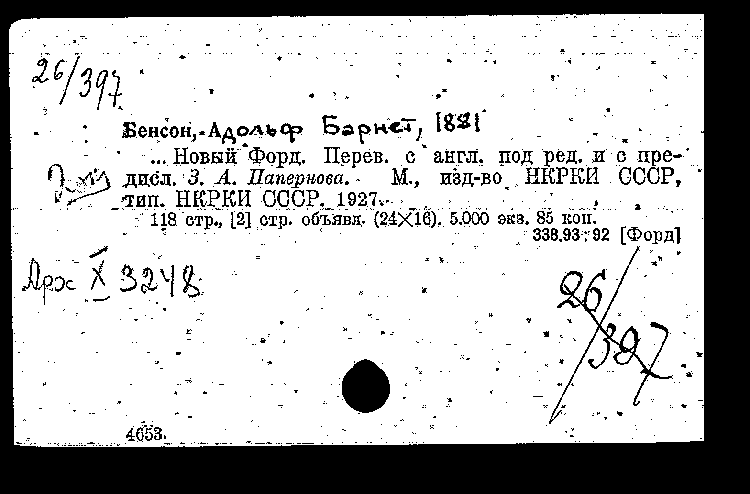 26/397
Бенсон, Адольф Барнет, 1881
... Новый Форд. Перев. с англ. под ред. и с пре-
дисл. З. А. Папернова. М., изд-во НКРКИ СССР,
тип. НКРКИ СССР. 1927.
118 стр., [2] стр. объявл. (24×16). 5.000 экз. 85 коп.
338.93 : 92 [Форд]
Арх X 3248
26/397
4653.